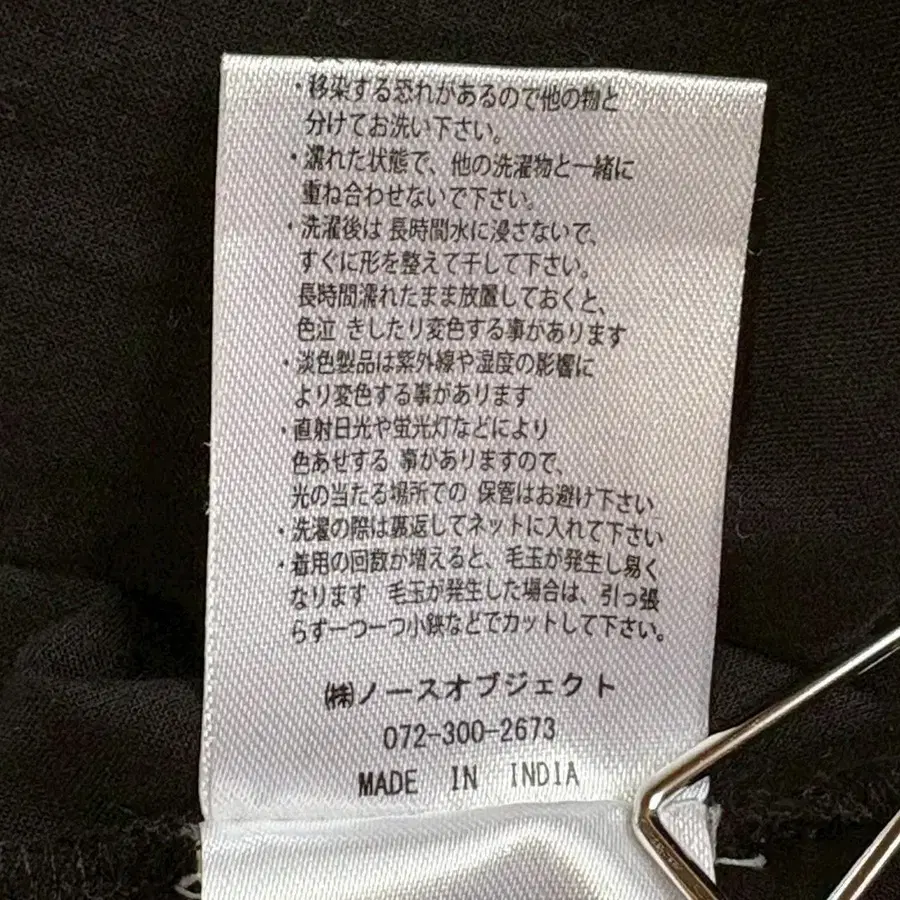 ・移染する恐れがあるので他の物と
分けてお洗い下さい。
・濡れた状態で、他の洗濯物と一緒に
重ね合わせないで下さい。
・洗濯後は 長時間水に浸さないで、
すぐに形を整えて干して下さい。
長時間濡れたまま放置しておくと、
色泣 きしたり変色する事があります
・淡色製品は紫外線や湿度の影響に
より変色する事があります
・直射日光や蛍光灯などにより
色あせする 事がありますので、
光の当たる場所での 保管はお避け下さい
・洗濯の際は裏返してネットに入れて下さい
・着用の回数が増えると、毛玉が発生し易く
なります 毛玉が発生した場合は、引っ張
らず一つ一つ小鋏などでカットして下さい。
㈱ノースオブジェクト
072-300-2673
MADE IN INDIA